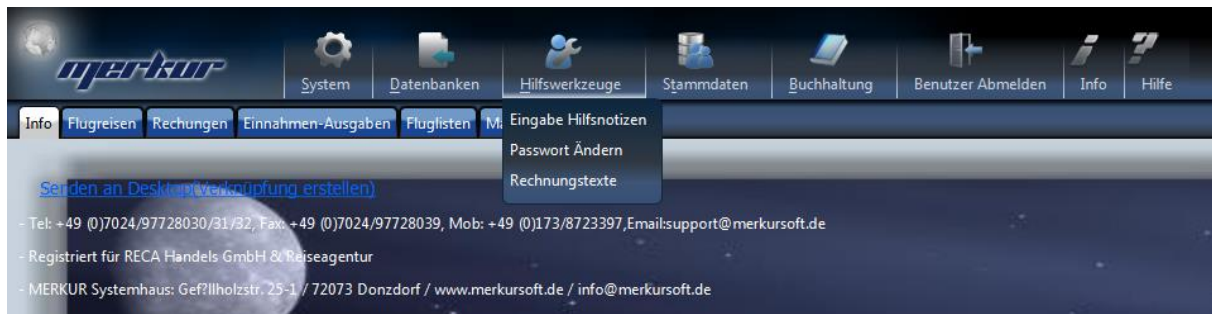 merkur
System Datenbanken Hilfswerkzeuge Stammdaten Buchhaltung Benutzer Abmelden Info Hilfe
Info Flugreisen Rechungen Einnahmen-Ausgaben Fluglisten
Eingabe Hilfsnotizen
Passwort Ändern
Rechnungstexte
Senden an Desktop(Verknüpfung erstellen)
- Tel: +49 (0)7024/97728030/31/32, Fax: +49 (0)7024/97728039, Mob: +49 (0)173/8723397,Email:support@merkursoft.de
- Registriert für RECA Handels GmbH & Reiseagentur
- MERKUR Systemhaus: Gef?llholzstr. 25-1 / 72073 Donzdorf / www.merkursoft.de / info@merkursoft.de